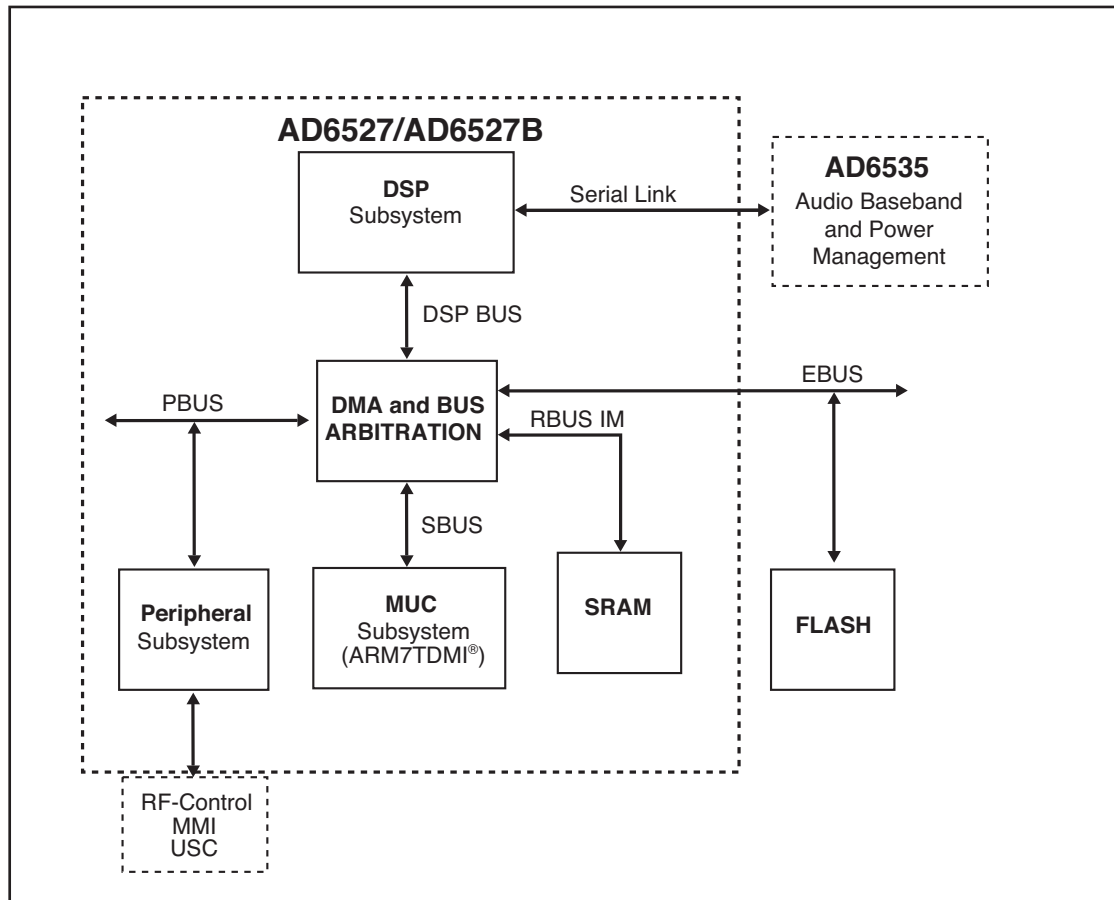 AD6527/AD6527B
DSP
Subsystem
Serial Link
AD6535
Audio Baseband
and Power
Management
DSP BUS
EBUS
PBUS
DMA and BUS
ARBITRATION
RBUS IM
SBUS
Peripheral
Subsystem
MUC
Subsystem
(ARM7TDMI®)
SRAM
FLASH
RF-Control
MMI
USC